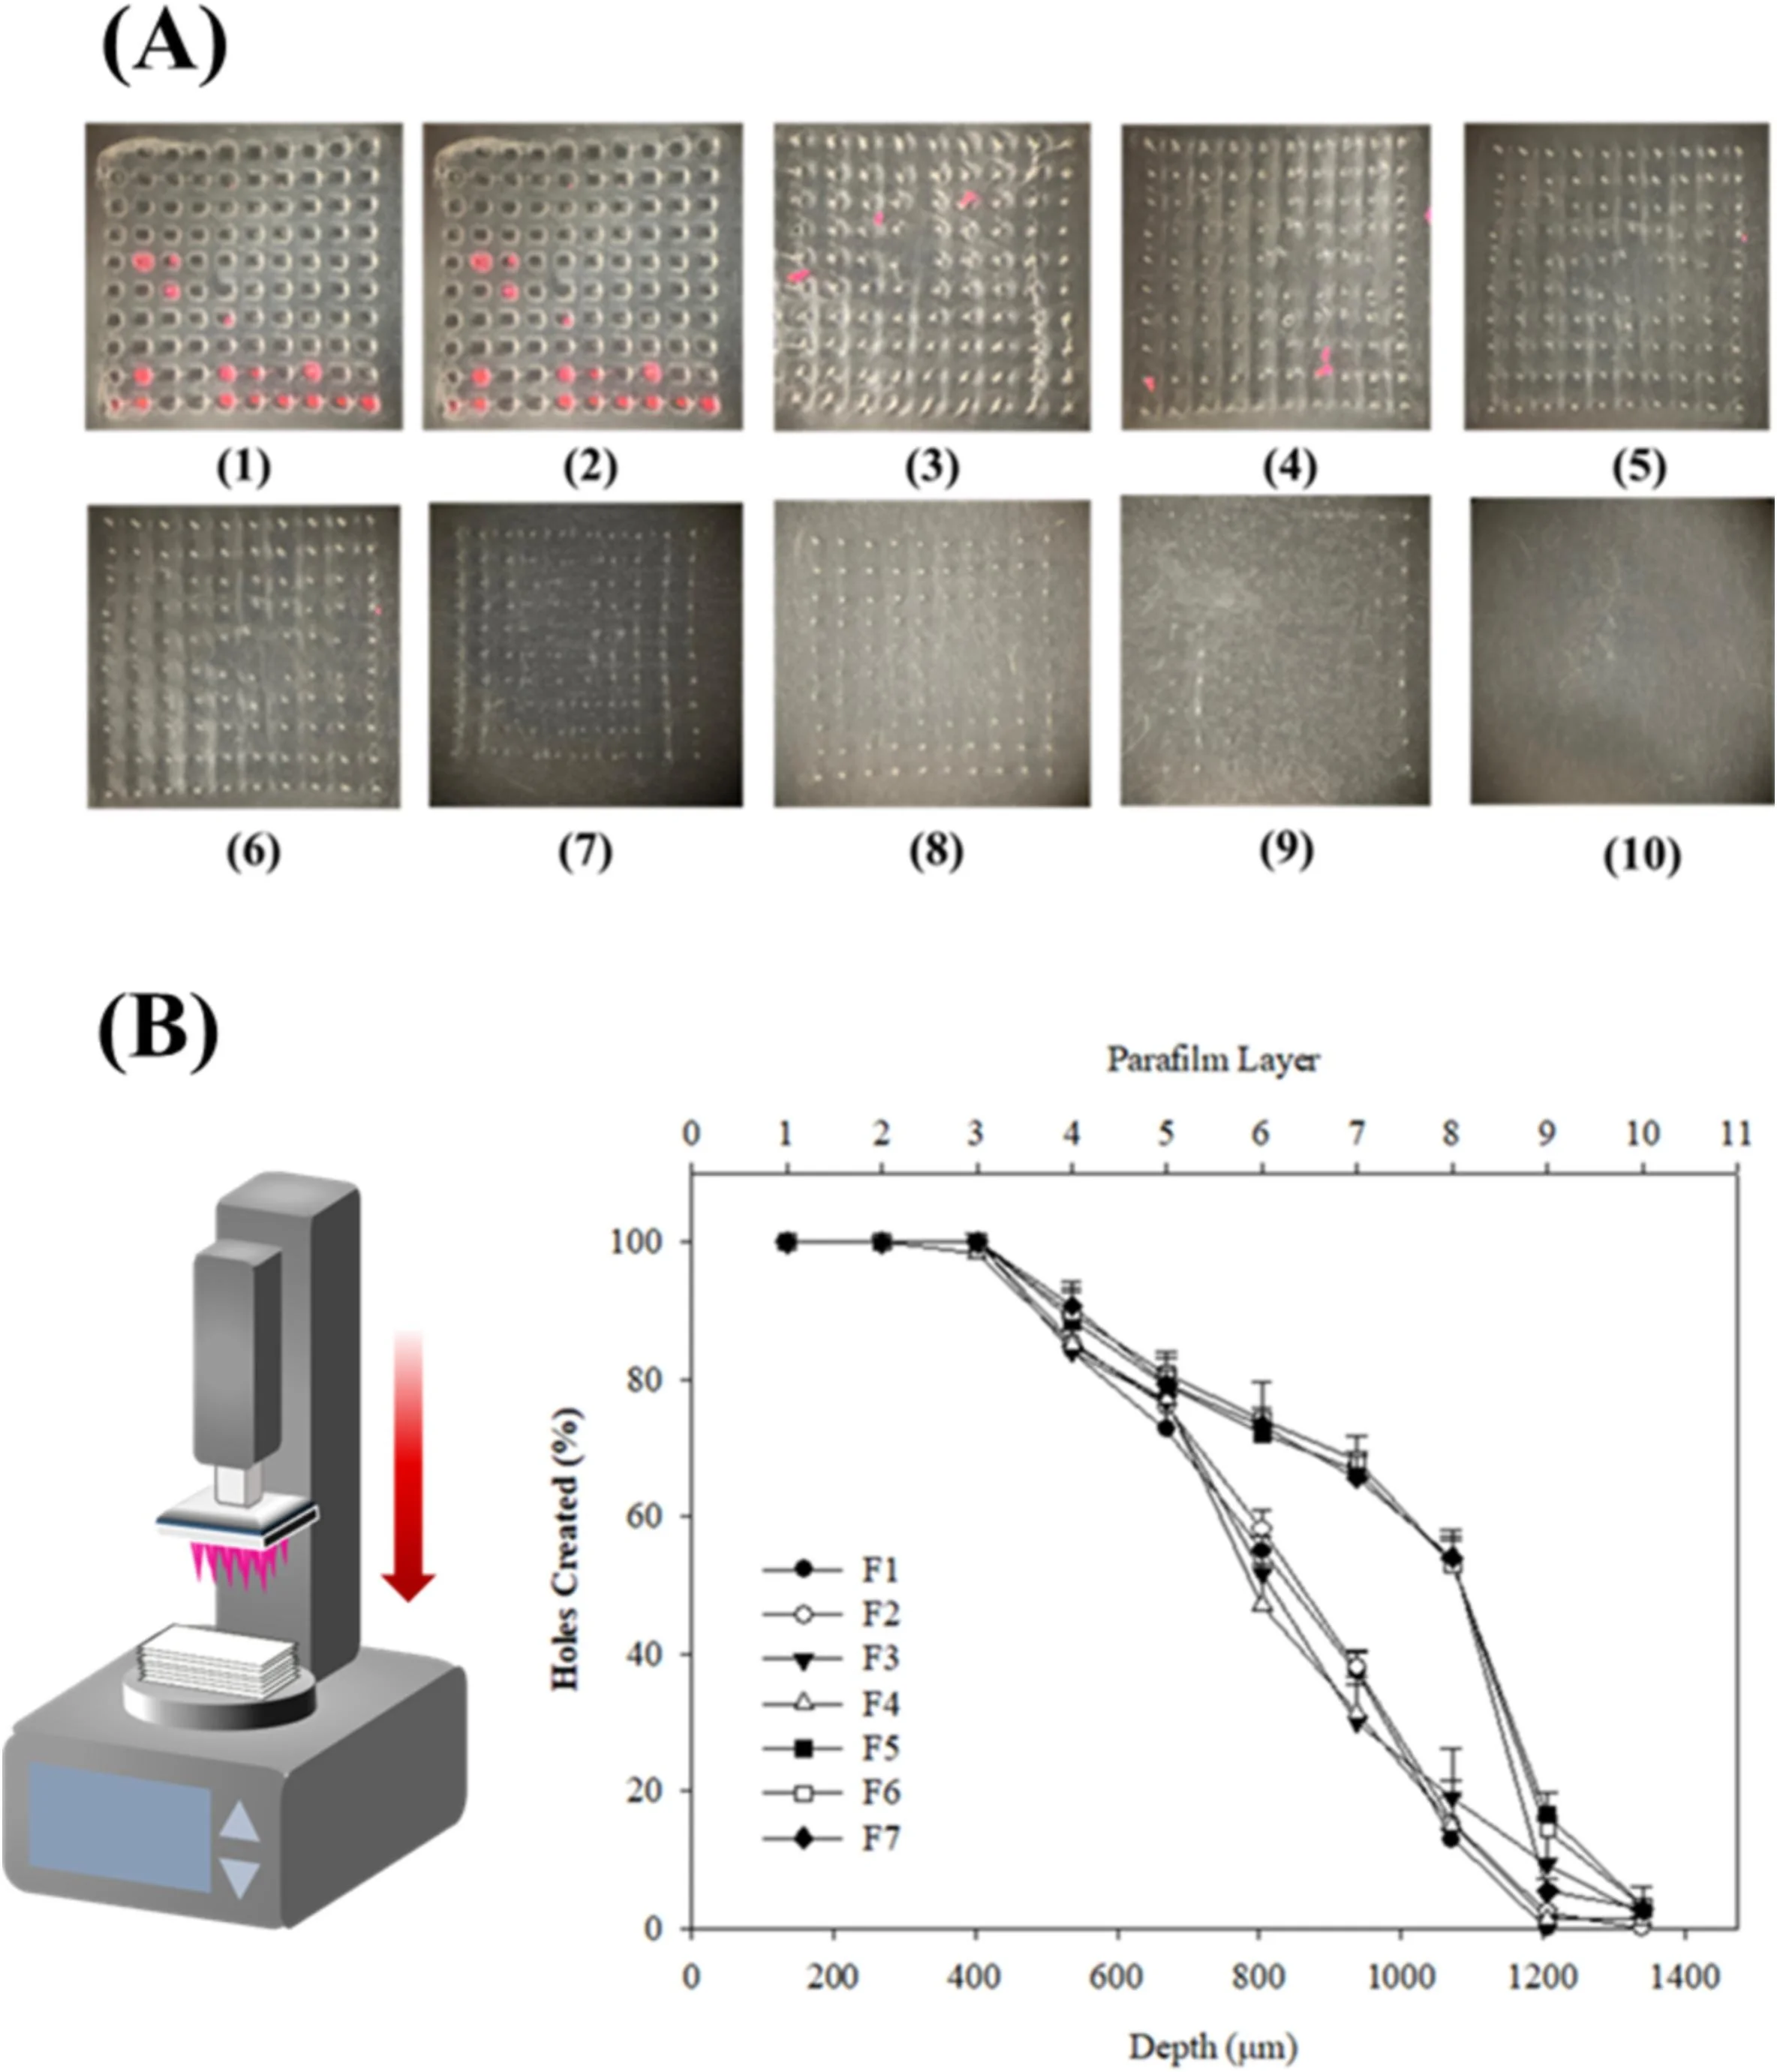 (A)
(1) (2) (3) (4) (5)
(6) (7) (8) (9) (10)
(B)
Parafilm Layer
0 1 2 3 4 5 6 7 8 9 10 11
100
80
60
40
20
0
Holes Created (%)
F1
F2
F3
F4
F5
F6
F7
0 200 400 600 800 1000 1200 1400
Depth (μm)